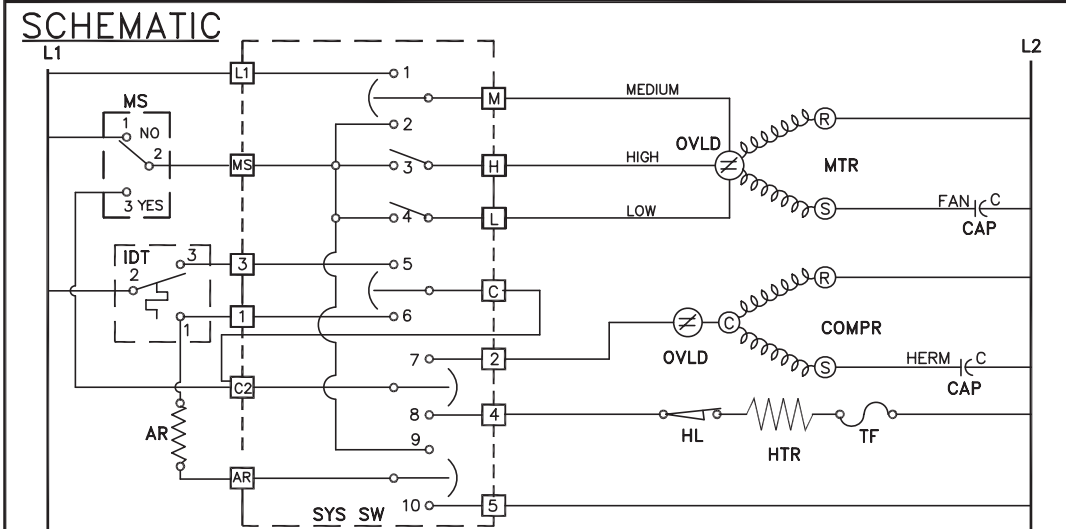 SCHEMATIC
L1
L2
L1
1
M
MEDIUM
MS
1 NO
2
3 YES
2
OVLD
R
MTR
MS
3
H
HIGH
4
L
LOW
S
FAN
C
CAP
IDT
3
2
1
3
5
C
R
1
6
OVLD
C
COMPR
7
2
S
HERM
C
CAP
C2
8
4
HL
HTR
TF
AR
9
AR
10
5
SYS SW